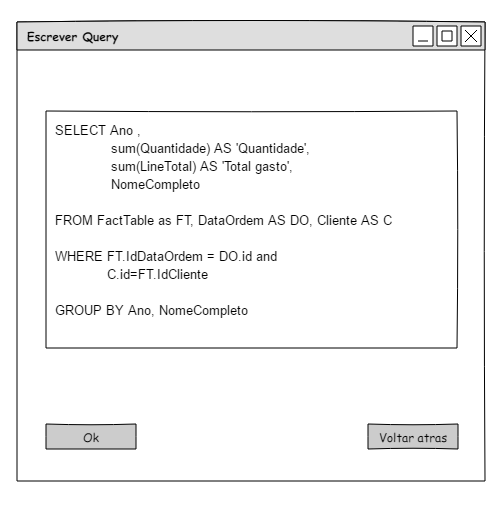 Escrever Query
SELECT Ano ,
sum(Quantidade) AS 'Quantidade',
sum(LineTotal) AS 'Total gasto',
NomeCompleto
FROM FactTable as FT, DataOrdem AS DO, Cliente AS C
WHERE FT.IdDataOrdem = DO.id and
C.id=FT.IdCliente
GROUP BY Ano, NomeCompleto
Ok
Voltar atras